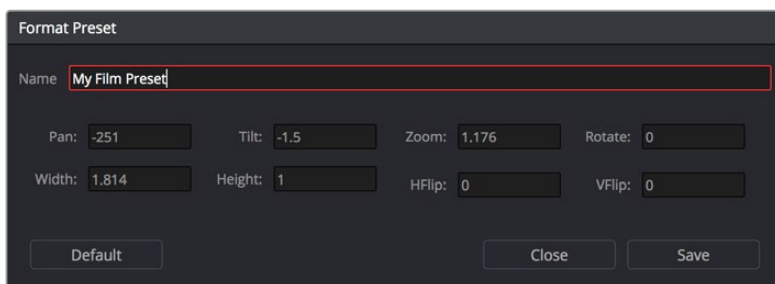 Format Preset
Name My Film Preset
Pan: -251 Tilt: -1.5 Zoom: 1.176 Rotate: 0
Width: 1.814 Height: 1 HFlip: 0 VFlip: 0
Default Close Save